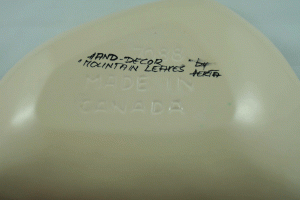 HAND-DECOR
"MOUNTAIN LEAVES" by
MADE IN
CANADA